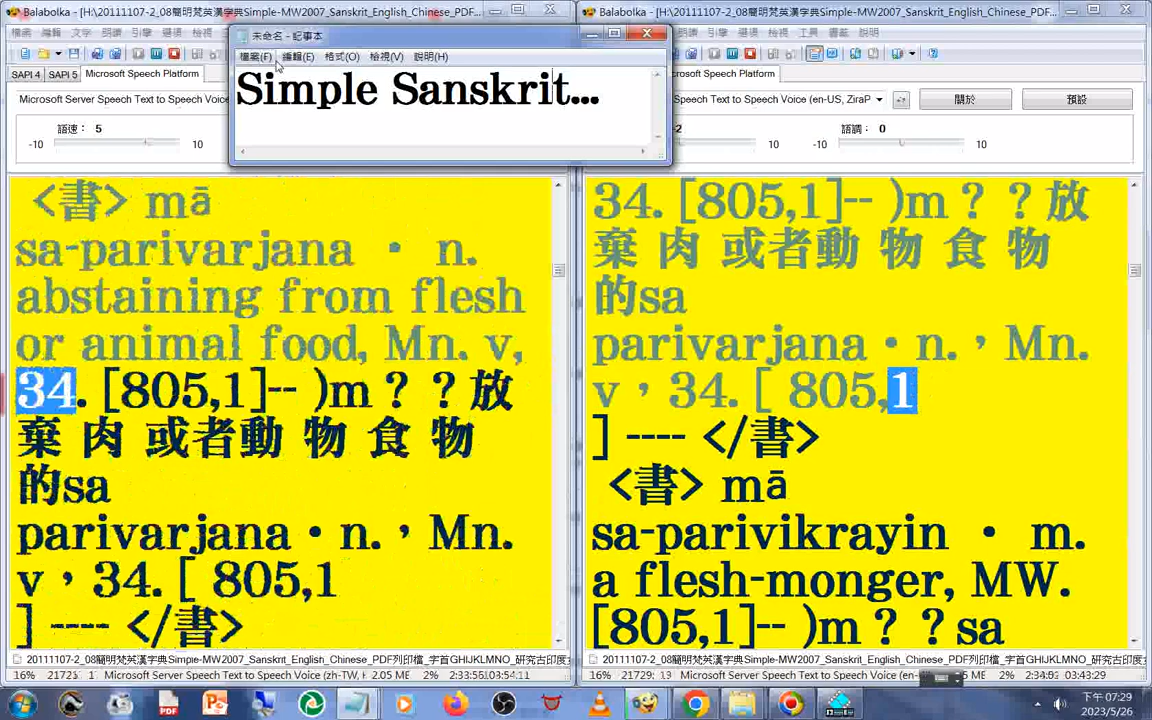 Balabolka - [H:\20111107-2_08簡明梵英漢字典Simple-MW2007_Sanskrit_English_Chinese_PDF
Balabolka - [H:\20111107-2_08簡明梵英漢字典Simple-MW2007_Sanskrit_English_Chinese_PDF列
未命名 - 記事本
檔案(F) 編輯(E) 格式(O) 檢視(V) 說明(H)
Simple Sanskrit...
SAPI 4 SAPI 5 Microsoft Speech Platform
Speech Platform
Microsoft Server Speech Text to Speech Voice
Speech Text to Speech Voice (en-US, ZiraP
關於
預設
語速： 5
-10
10
-2
10
語調： 0
-10
10
<書> mā
sa-parivarjana • n.
abstaining from flesh
or animal food, Mn. v,
34. [805,1]-- )m？？放
棄 肉 或者動 物 食 物
的sa
parivarjana•n.，Mn.
v，34. [ 805,1
] ---- </書>
34. [805,1]-- )m？？放
棄 肉 或者動 物 食 物
的sa
parivarjana•n.，Mn.
v，34. [ 805,1
] ---- </書>
<書> mā
sa-parivikrayin • m.
a flesh-monger, MW.
[805,1]-- )m？？sa
20111107-2_08簡明梵英漢字典Simple-MW2007_Sanskrit_English_Chinese_PDF列印檔_字首GHIJKLMNO_研究古印度
20111107-2_08簡明梵英漢字典Simple-MW2007_Sanskrit_English_Chinese_PDF列印檔_字首GHIJKLMNO_研究古印度
16% Microsoft Server Speech Text to Speech Voice (zh-TW, 2.05 MB 2%
16% Microsoft Server Speech Text to Speech Voice 2.05 MB 2% 03:43:29
下午 07:29
2023/5/26